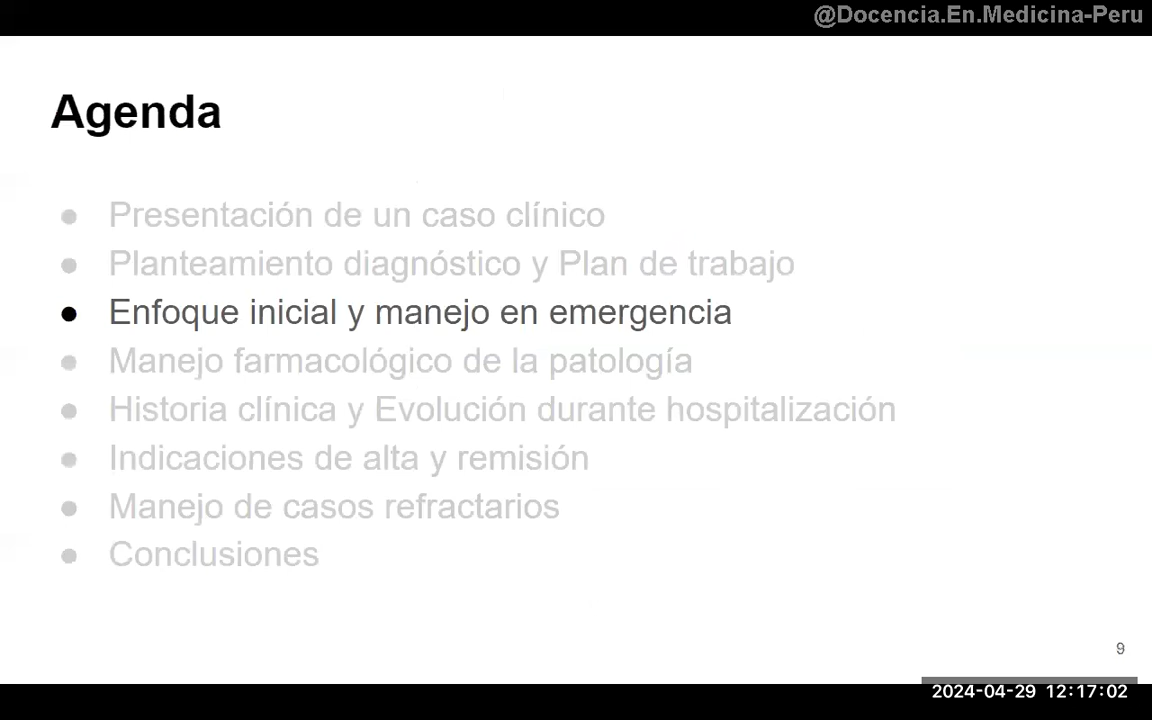 @Docencia.En.Medicina-Peru
Agenda
● Presentación de un caso clínico
● Planteamiento diagnóstico y Plan de trabajo
● Enfoque inicial y manejo en emergencia
● Manejo farmacológico de la patología
● Historia clínica y Evolución durante hospitalización
● Indicaciones de alta y remisión
● Manejo de casos refractarios
● Conclusiones
9
2024-04-29 12:17:02